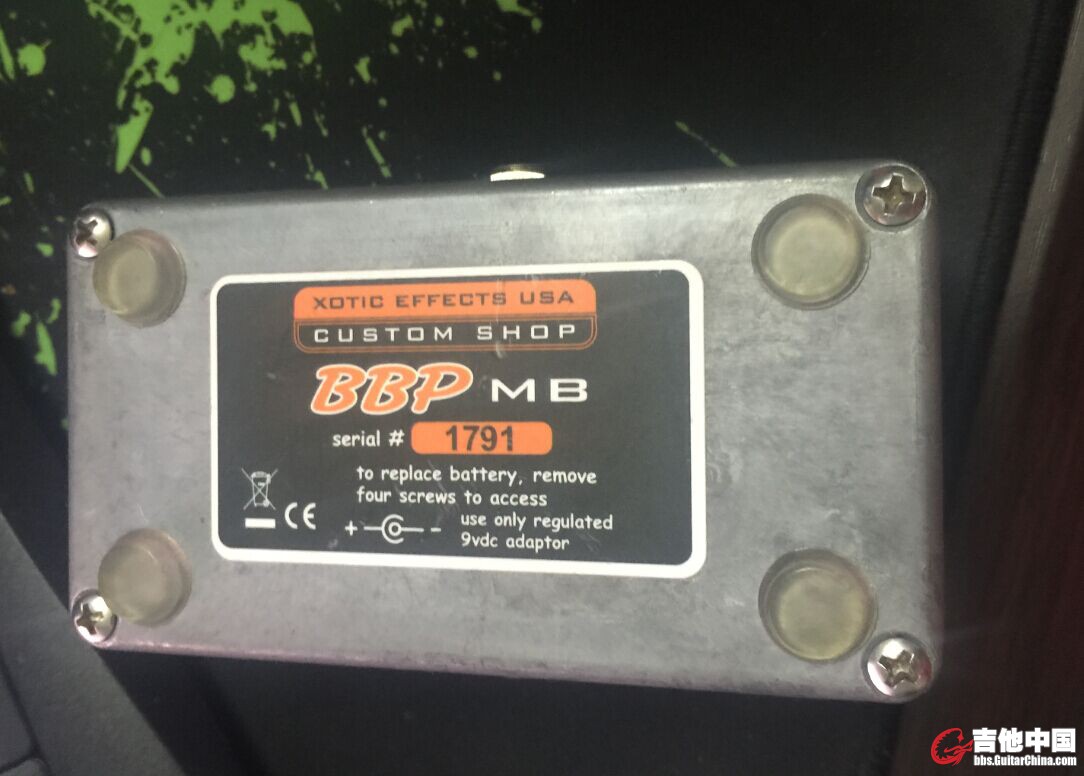 XOTIC EFFECTS USA
CUSTOM SHOP
BBP MB
serial # 1791
to replace battery, remove
four screws to access
CE
+ -
use only regulated
9vdc adaptor
吉他中国
bbs.GuitarChina.com